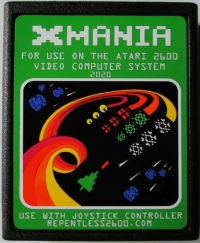 XMANIA
FOR USE ON THE ATARI 2600
VIDEO COMPUTER SYSTEM
2020
USE WITH JOYSTICK CONTROLLER
REPENTLESS2600.COM